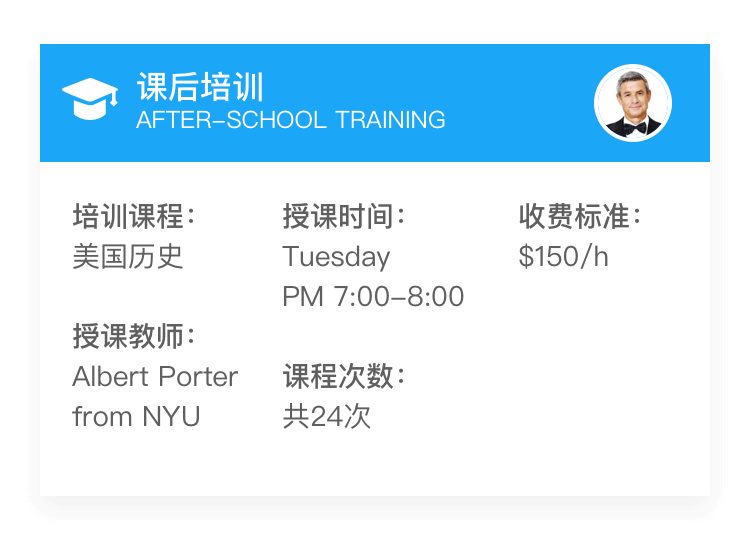 课后培训
AFTER-SCHOOL TRAINING
培训课程：
美国历史
授课教师：
Albert Porter
from NYU
授课时间：
Tuesday
PM 7:00-8:00
课程次数：
共24次
收费标准：
$150/h